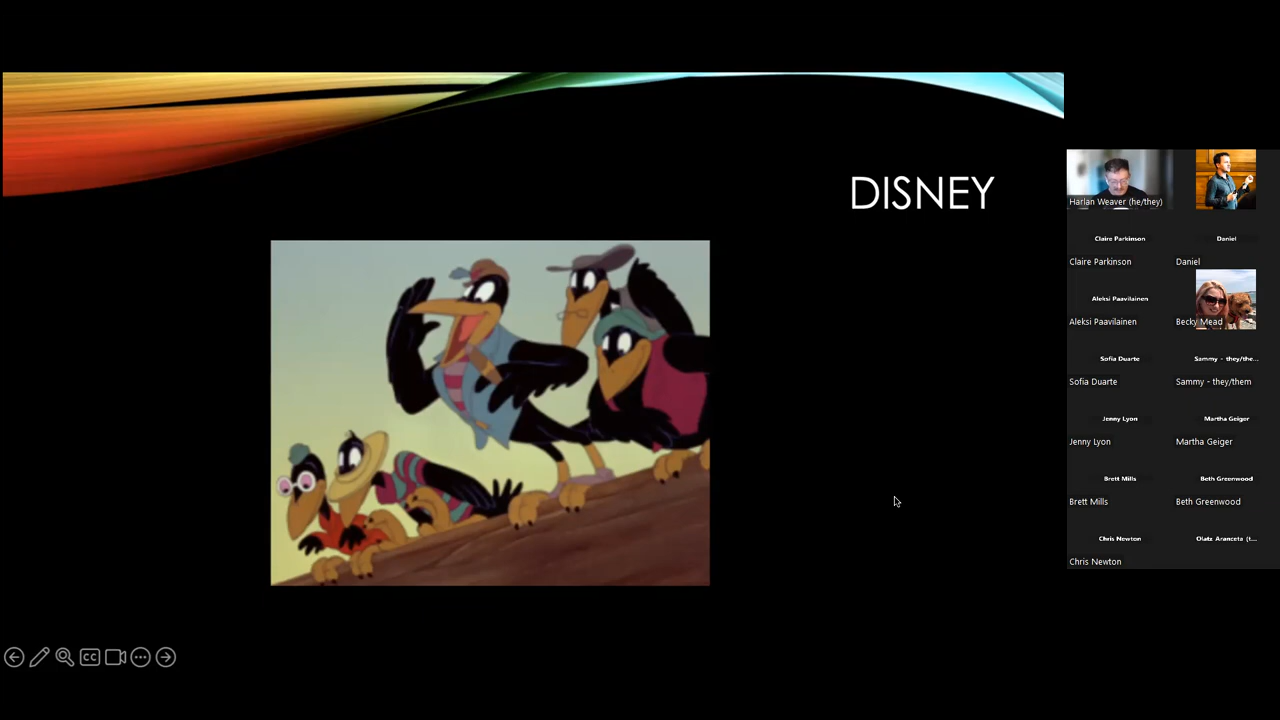 DISNEY
Harlan Weaver (he/they)
Claire Parkinson
Daniel
Claire Parkinson
Daniel
Aleksi Paavilainen
Aleksi Paavilainen
Becky Mead
Sofia Duarte
Sammy - they/the...
Sofia Duarte
Sammy - they/them
Jenny Lyon
Martha Geiger
Jenny Lyon
Martha Geiger
Brett Mills
Beth Greenwood
Brett Mills
Beth Greenwood
Chris Newton
Olatz Aranceta (t...
Chris Newton
CC